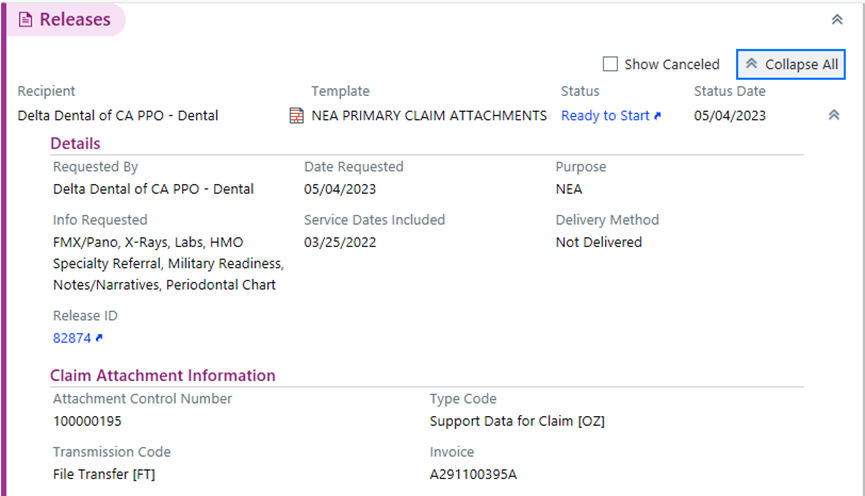 Releases
Show Canceled
Collapse All
Recipient Template Status Status Date
Delta Dental of CA PPO - Dental NEA PRIMARY CLAIM ATTACHMENTS Ready to Start 05/04/2023
Details
Requested By Date Requested Purpose
Delta Dental of CA PPO - Dental 05/04/2023 NEA
Info Requested Service Dates Included Delivery Method
FMX/Pano, X-Rays, Labs, HMO 03/25/2022 Not Delivered
Specialty Referral, Military Readiness,
Notes/Narratives, Periodontal Chart
Release ID
82874
Claim Attachment Information
Attachment Control Number Type Code
100000195 Support Data for Claim [OZ]
Transmission Code Invoice
File Transfer [FT] A291100395A